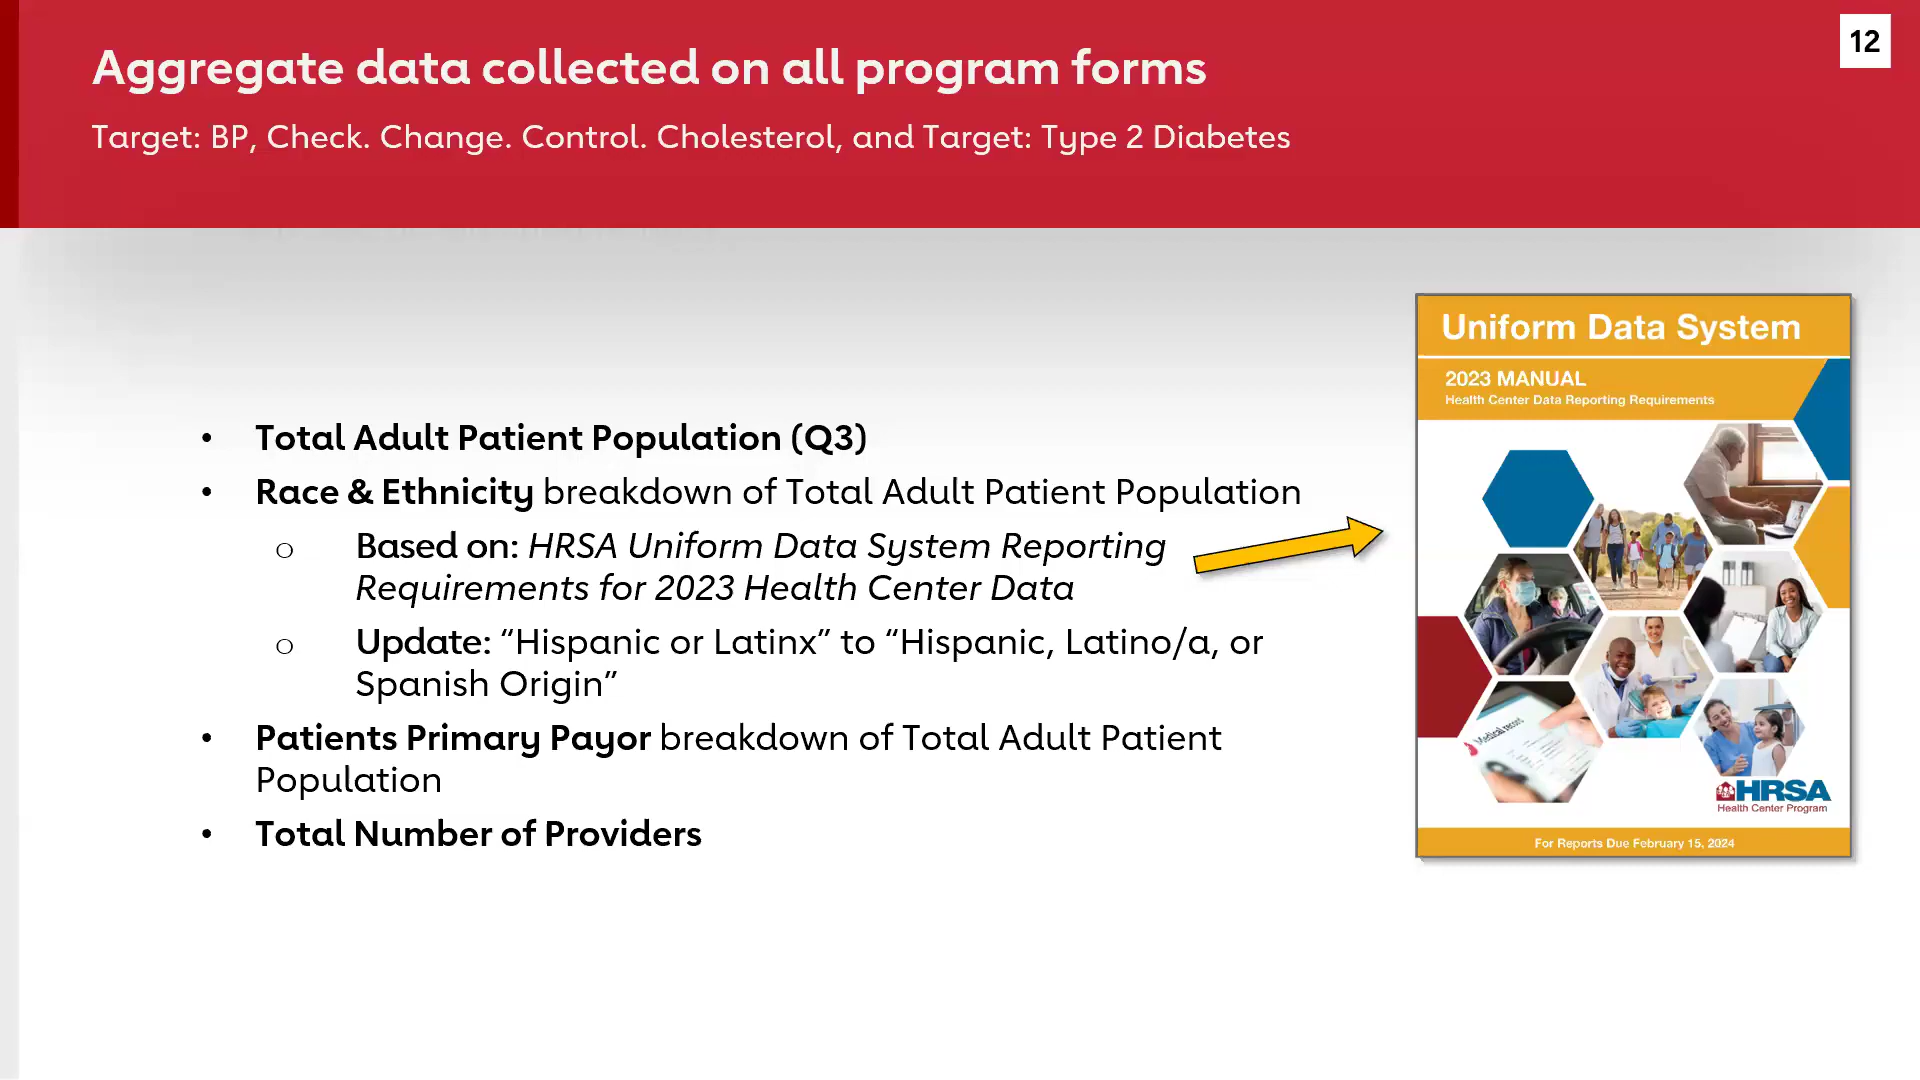 12
Aggregate data collected on all program forms
Target: BP, Check. Change. Control. Cholesterol, and Target: Type 2 Diabetes
• Total Adult Patient Population (Q3)
• Race & Ethnicity breakdown of Total Adult Patient Population
o Based on: HRSA Uniform Data System Reporting
Requirements for 2023 Health Center Data
o Update: “Hispanic or Latinx” to “Hispanic, Latino/a, or
Spanish Origin”
• Patients Primary Payor breakdown of Total Adult Patient
Population
• Total Number of Providers
Uniform Data System
2023 MANUAL
Health Center Data Reporting Requirements
Medical record
HRSA
Health Center Program
For Reports Due February 15, 2024